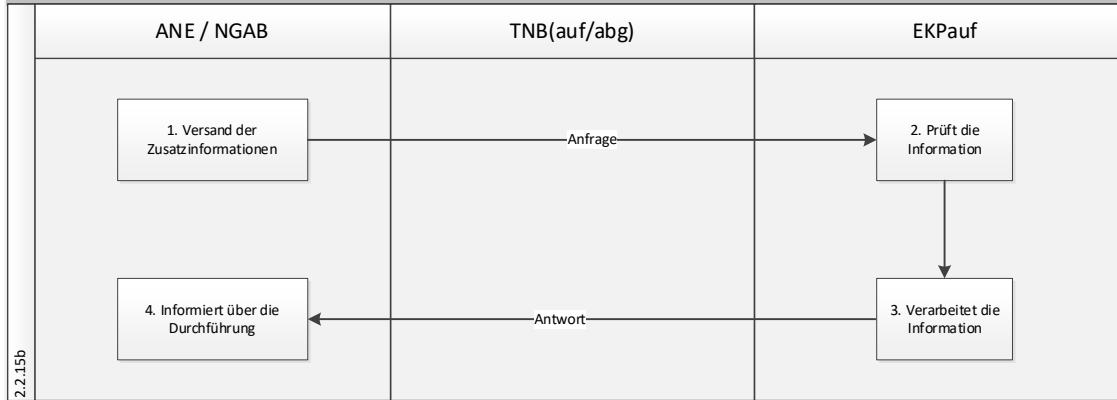 ANE / NGAB
TNB(auf/abg)
EKPauf
1. Versand der
Zusatzinformationen
Anfrage
2. Prüft die
Information
4. Informiert über die
Durchführung
Antwort
3. Verarbeitet die
Information
2.2.15b